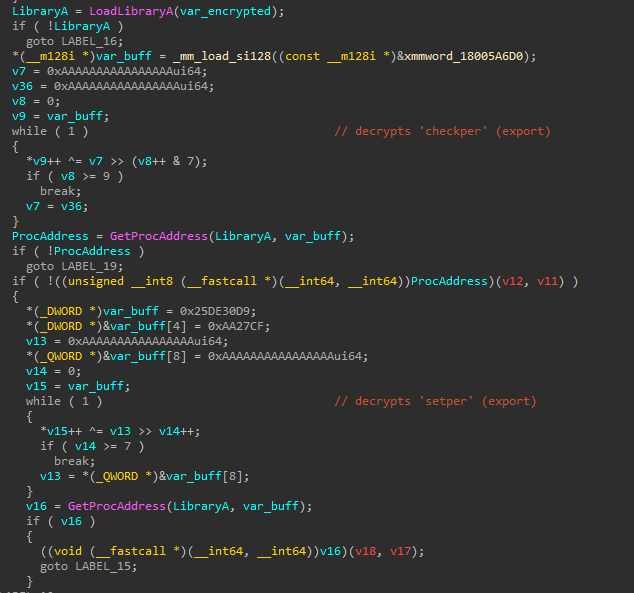 LibraryA = LoadLibraryA(var_encrypted);
if ( !LibraryA )
goto LABEL_16;
*(__m128i *)var_buff = _mm_load_si128((const __m128i *)&xmmword_18005A6D0);
v7 = 0xAAAAAAAAAAAAAAAAui64;
v36 = 0xAAAAAAAAAAAAAAAAui64;
v8 = 0;
v9 = var_buff;
while ( 1 ) // decrypts 'checkper' (export)
{
*v9++ ^= v7 >> (v8++ & 7);
if ( v8 >= 9 )
break;
v7 = v36;
}
ProcAddress = GetProcAddress(LibraryA, var_buff);
if ( !ProcAddress )
goto LABEL_19;
if ( !((unsigned __int8 (__fastcall *)(__int64, __int64))ProcAddress)(v12, v11) )
{
*(_DWORD *)var_buff = 0x25DE30D9;
*(_DWORD *)&var_buff[4] = 0xAA27CF;
v13 = 0xAAAAAAAAAAAAAAAAui64;
*(_QWORD *)&var_buff[8] = 0xAAAAAAAAAAAAAAAAui64;
v14 = 0;
v15 = var_buff;
while ( 1 ) // decrypts 'setper' (export)
{
*v15++ ^= v13 >> v14++;
if ( v14 >= 7 )
break;
v13 = *(_QWORD *)&var_buff[8];
}
v16 = GetProcAddress(LibraryA, var_buff);
if ( v16 )
{
((void (__fastcall *)(__int64, __int64))v16)(v18, v17);
goto LABEL_15;
}